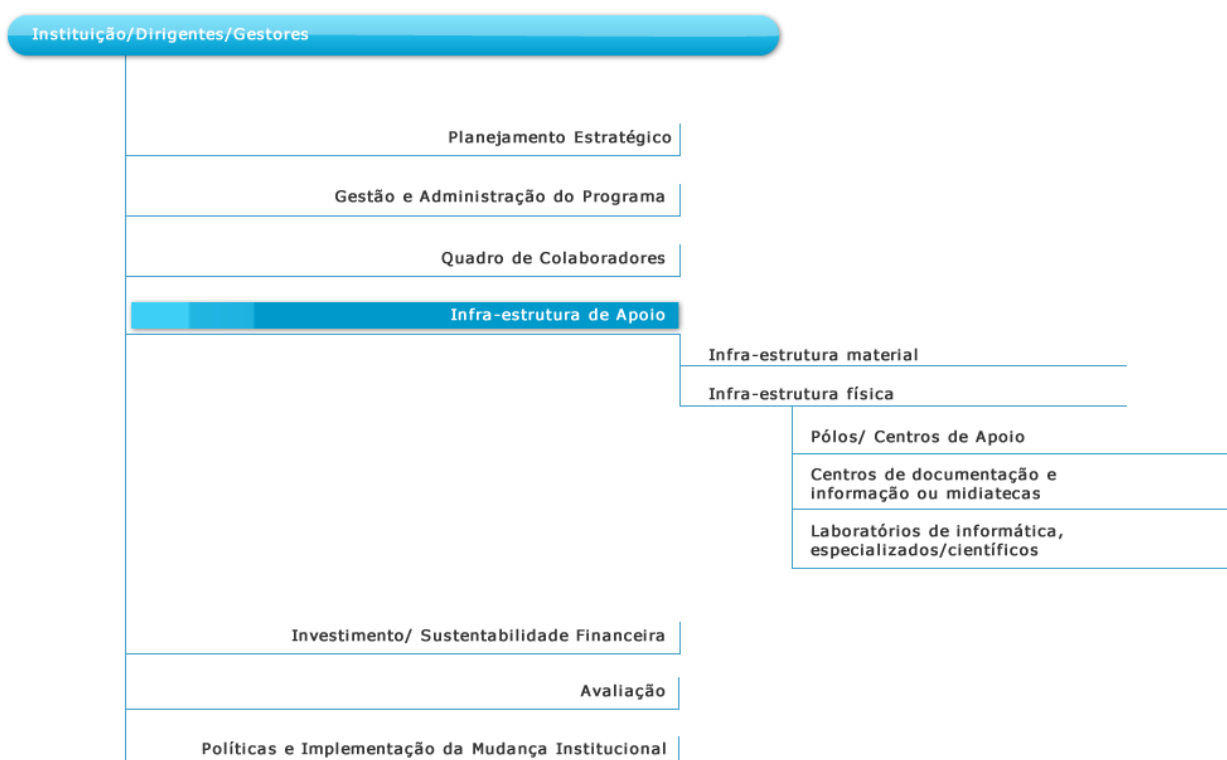 Instituição/Dirigentes/Gestores
Planejamento Estratégico
Gestão e Administração do Programa
Quadro de Colaboradores
Infra-estrutura de Apoio
Infra-estrutura material
Infra-estrutura física
Pólos/ Centros de Apoio
Centros de documentação e
informação ou midiatecas
Laboratórios de informática,
especializados/científicos
Investimento/ Sustentabilidade Financeira
Avaliação
Políticas e Implementação da Mudança Institucional